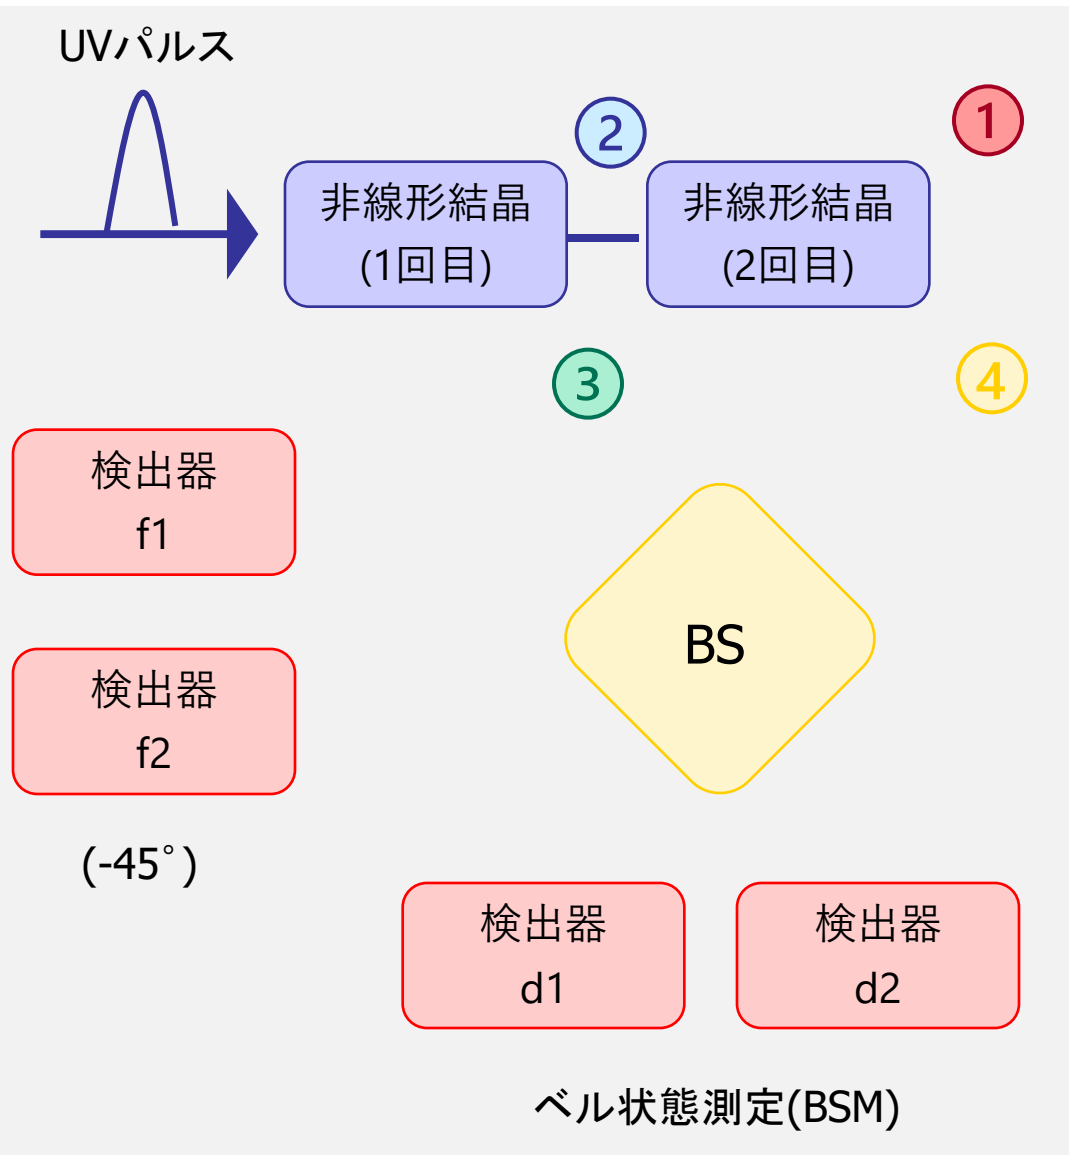 UVパルス
2
1
非線形結晶
(1回目)
非線形結晶
(2回目)
3
4
検出器
f1
BS
検出器
f2
(-45°)
検出器
d1
検出器
d2
ベル状態測定(BSM)